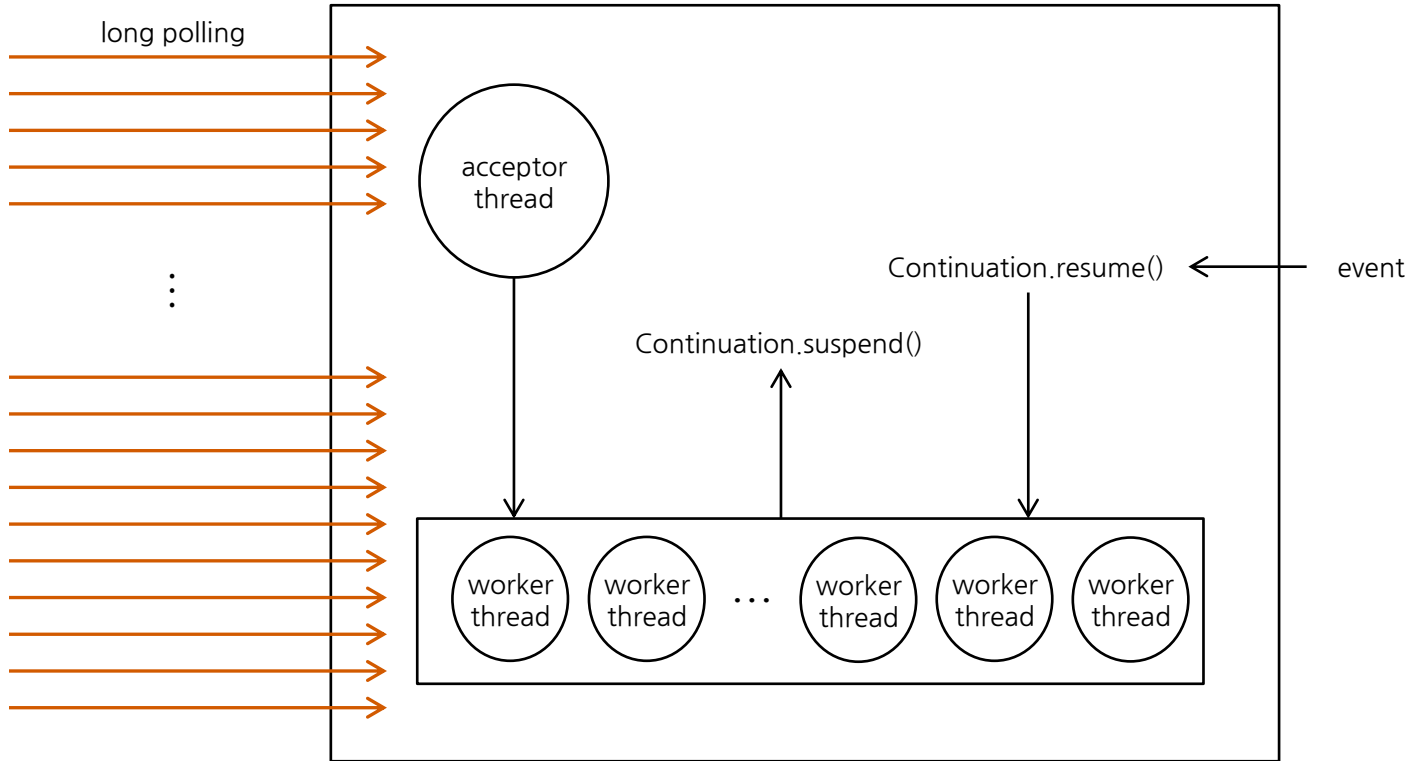 long polling
acceptor
thread
Continuation.resume()
event
Continuation.suspend()
worker
thread
worker
thread
...
worker
thread
worker
thread
worker
thread